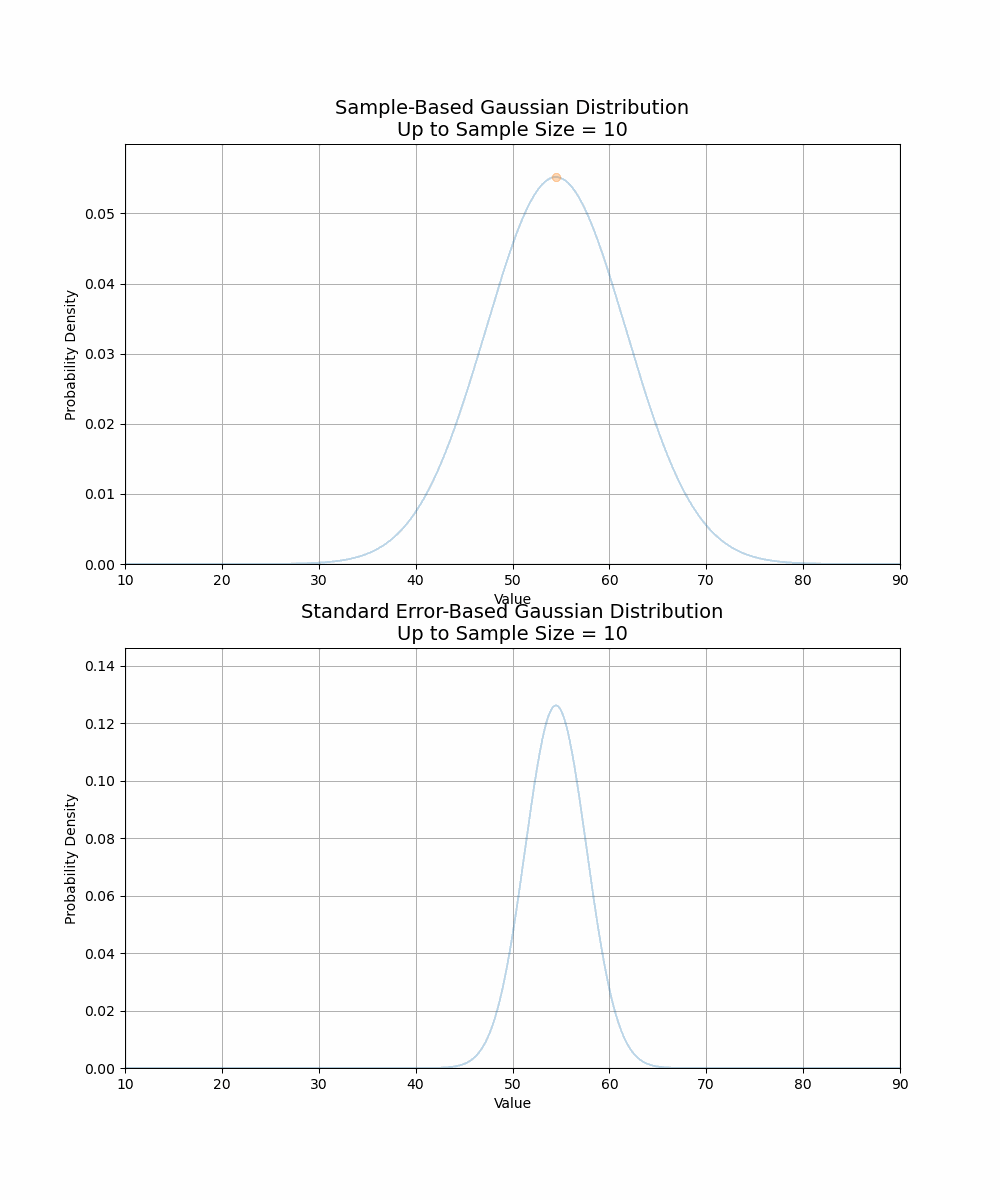 Sample-Based Gaussian Distribution
Up to Sample Size = 10
Probability Density
0.05
0.04
0.03
0.02
0.01
0.00
10 20 30 40 50 60 70 80 90
Value
Standard Error-Based Gaussian Distribution
Up to Sample Size = 10
Probability Density
0.14
0.12
0.10
0.08
0.06
0.04
0.02
0.00
10 20 30 40 50 60 70 80 90
Value